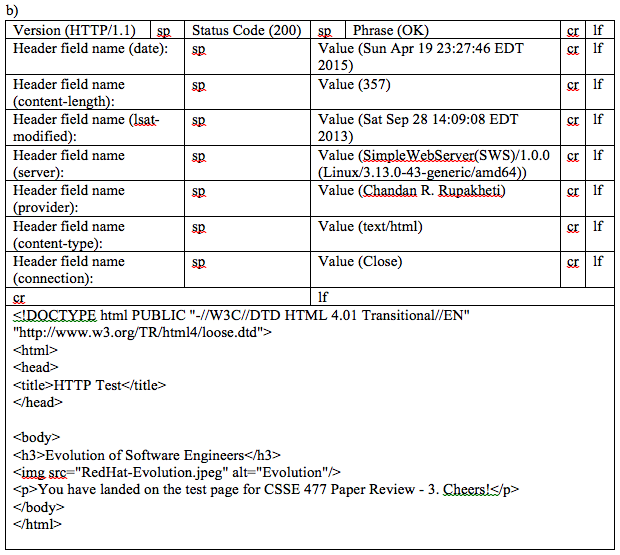 b)
Version (HTTP/1.1) sp Status Code (200) sp Phrase (OK) cr lf
Header field name (date): sp Value (Sun Apr 19 23:27:46 EDT 2015) cr lf
Header field name (content-length): sp Value (357) cr lf
Header field name (lsat-modified): sp Value (Sat Sep 28 14:09:08 EDT 2013) cr lf
Header field name (server): sp Value (SimpleWebServer(SWS)/1.0.0 (Linux/3.13.0-43-generic/amd64)) cr lf
Header field name (provider): sp Value (Chandan R. Rupakheti) cr lf
Header field name (content-type): sp Value (text/html) cr lf
Header field name (connection): sp Value (Close) cr lf
cr lf
<!DOCTYPE html PUBLIC "-//W3C//DTD HTML 4.01 Transitional//EN"
"http://www.w3.org/TR/html4/loose.dtd">
<html>
<head>
<title>HTTP Test</title>
</head>
<body>
<h3>Evolution of Software Engineers</h3>
<img src="RedHat-Evolution.jpeg" alt="Evolution"/>
<p>You have landed on the test page for CSSE 477 Paper Review - 3. Cheers!</p>
</body>
</html>